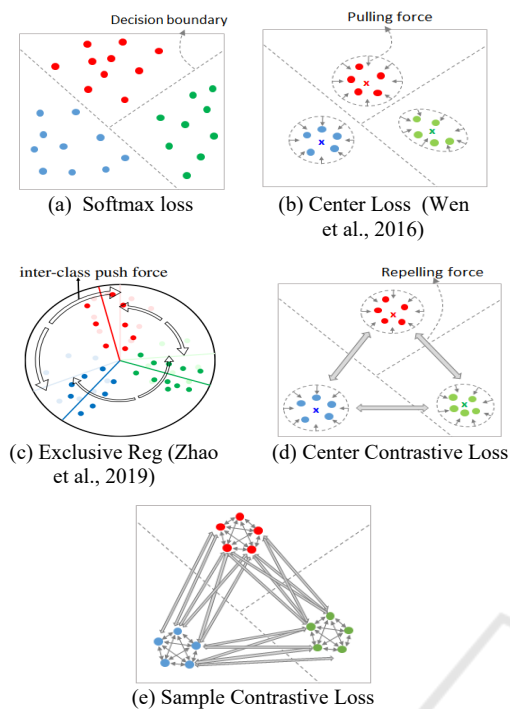 Decision boundary
Pulling force
(a) Softmax loss
(b) Center Loss (Wen
et al., 2016)
inter-class push force
Repelling force
(c) Exclusive Reg (Zhao
et al., 2019)
(d) Center Contrastive Loss
(e) Sample Contrastive Loss